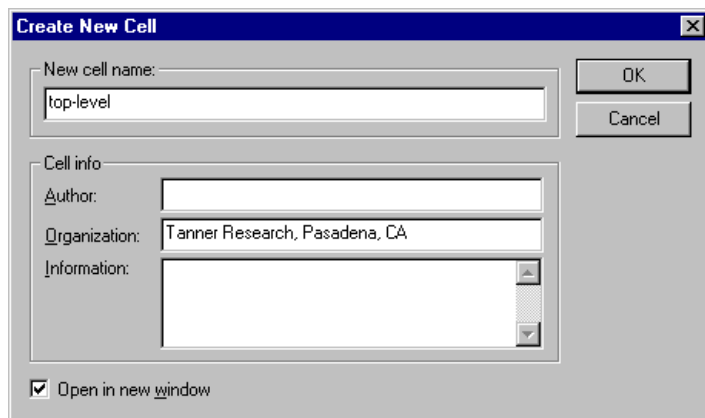 Create New Cell
New cell name:
top-level
OK
Cancel
Cell info
Author:
Organization: Tanner Research, Pasadena, CA
Information:
Open in new window